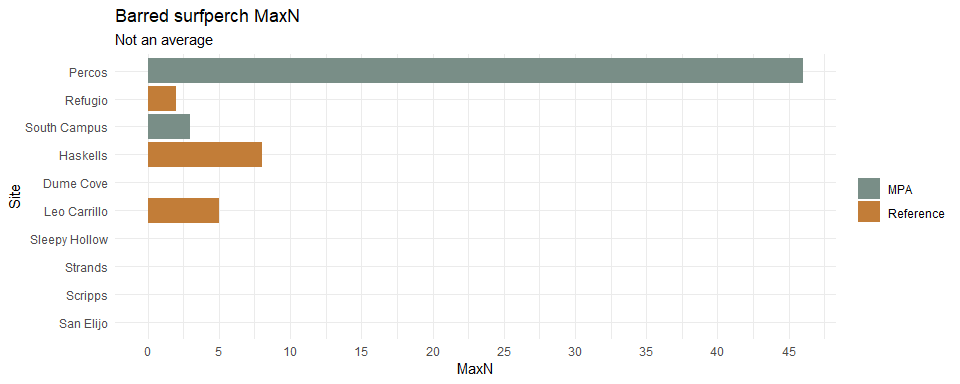 Barred surfperch MaxN
Not an average
Site
Percos
Refugio
South Campus
Haskells
Dume Cove
Leo Carrillo
Sleepy Hollow
Strands
Scripps
San Elijo
0 5 10 15 20 25 30 35 40 45
MaxN
MPA
Reference